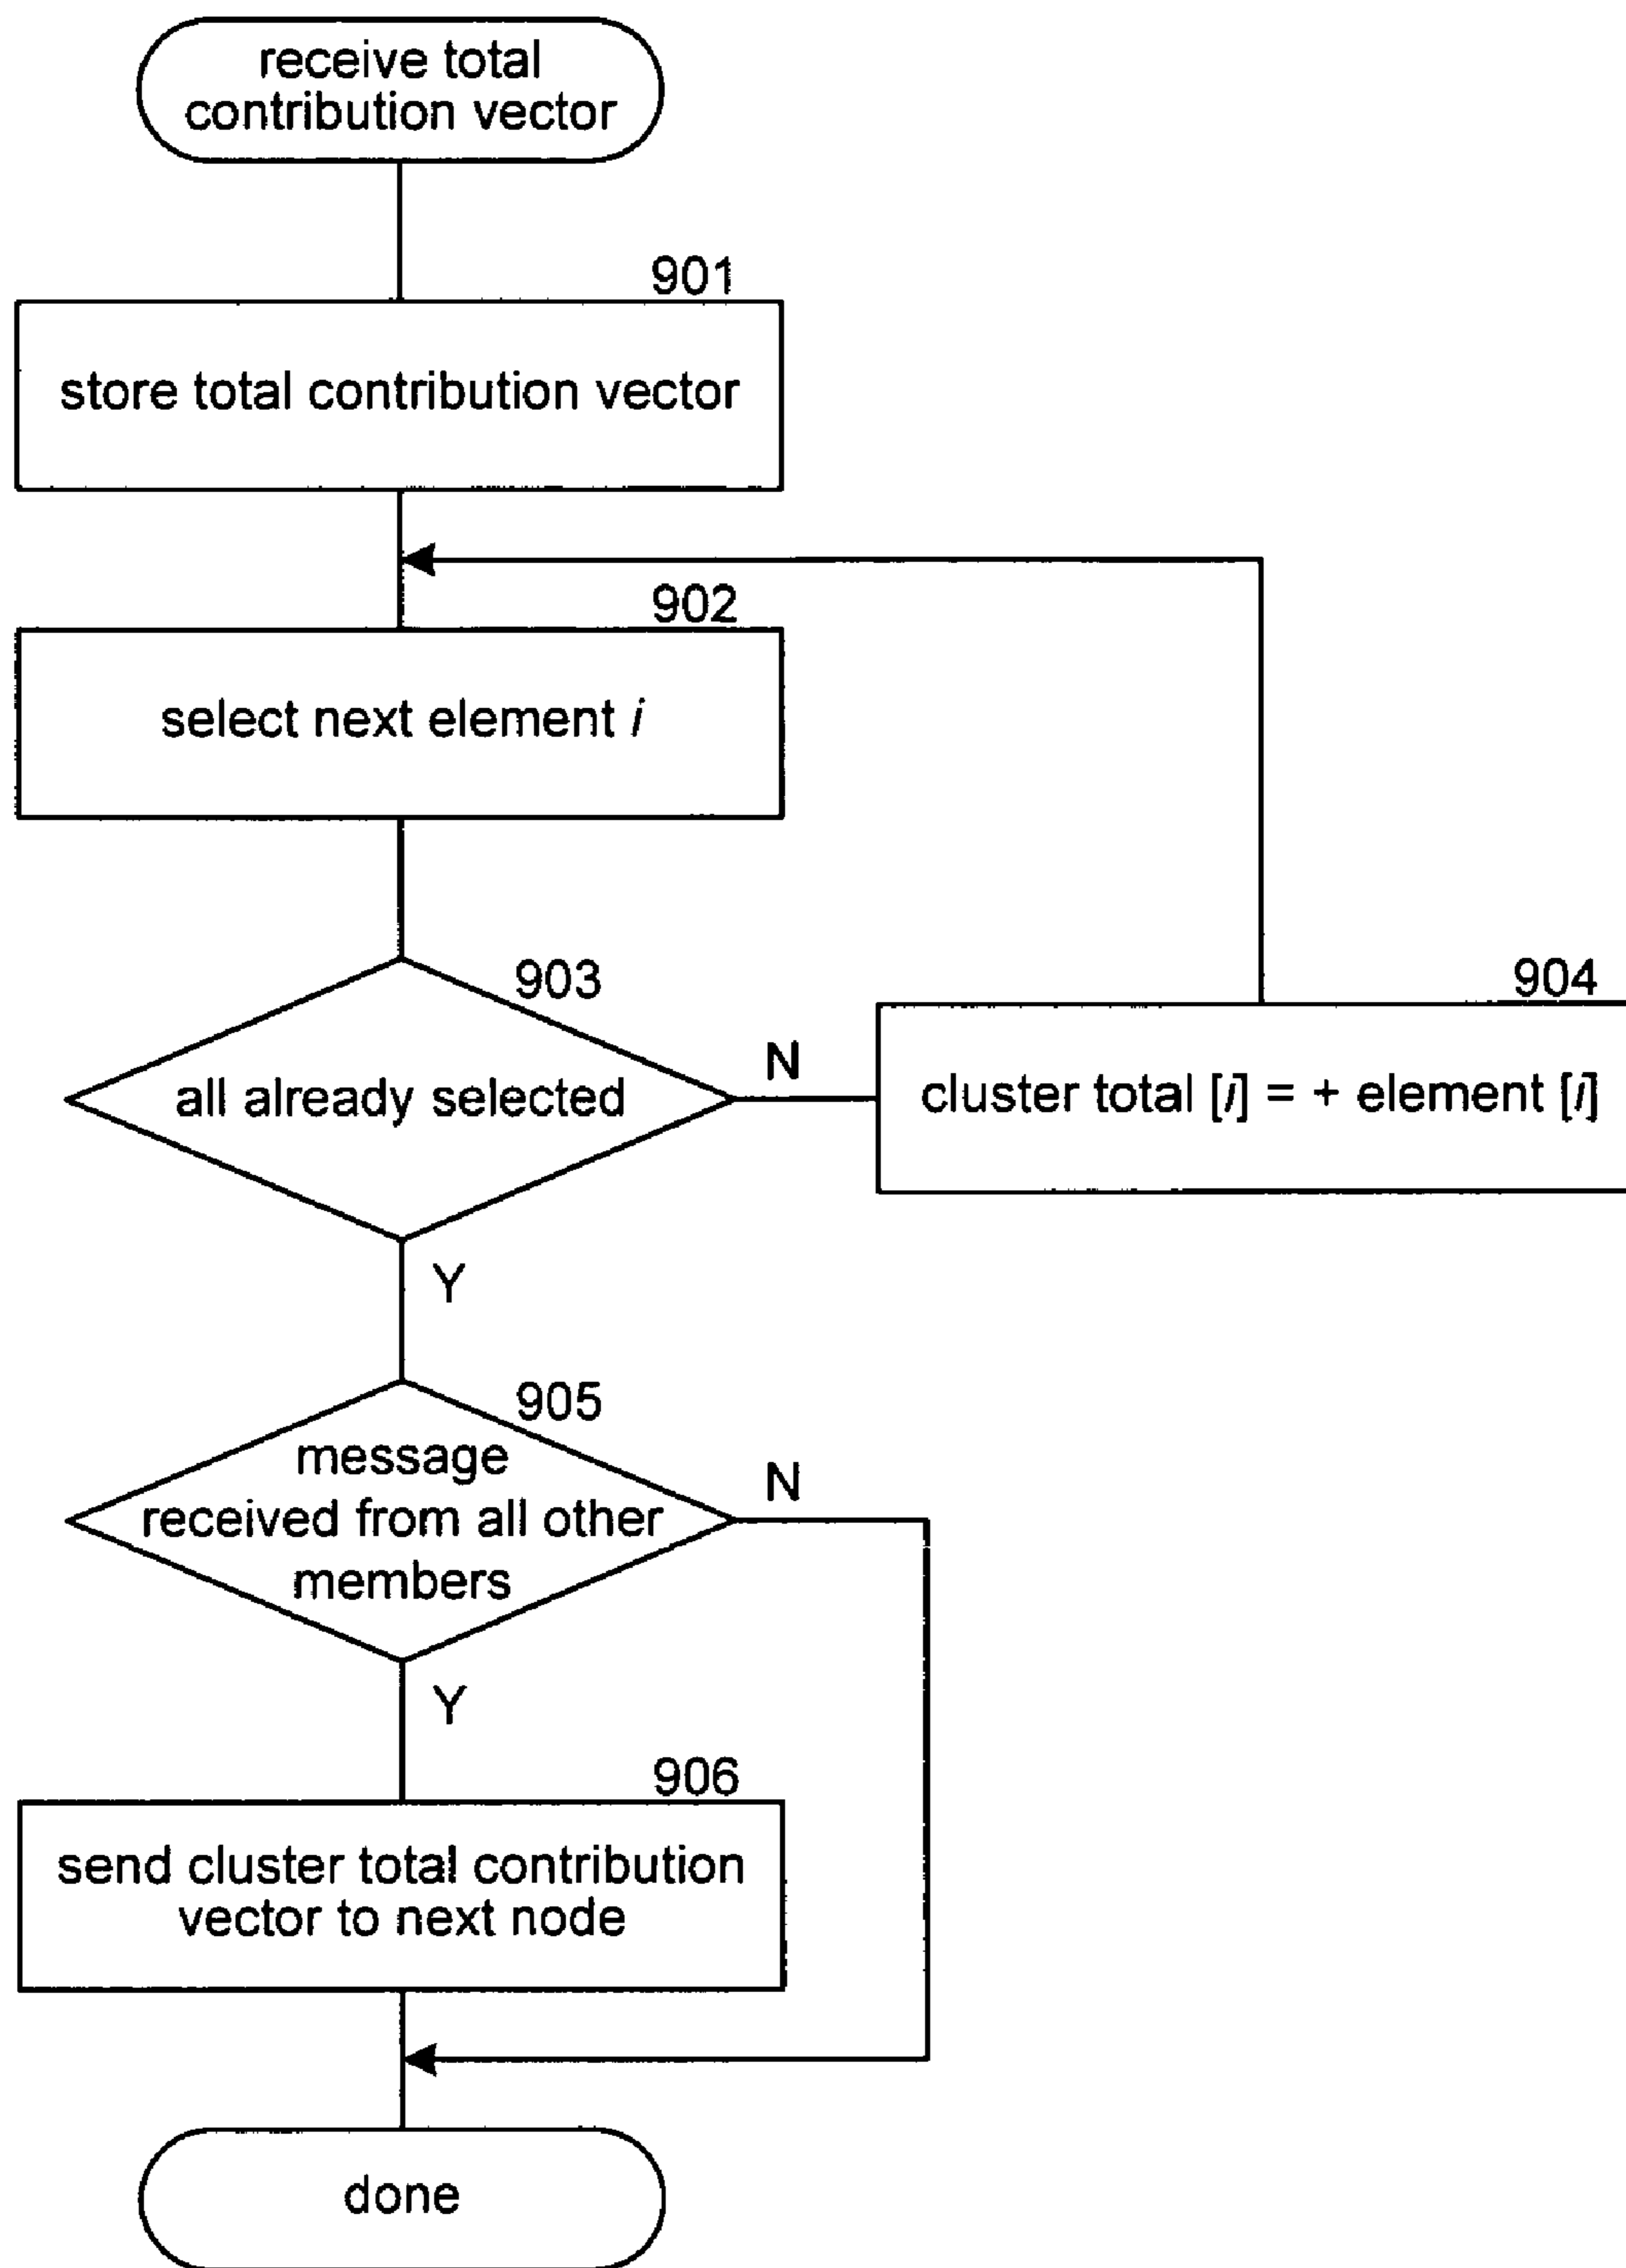 receive total
contribution vector
901
store total contribution vector
902
select next element i
903
all already selected
N
904
cluster total [i] = + element [i]
Y
905
message
received from all other
members
N
Y
906
send cluster total contribution
vector to next node
done